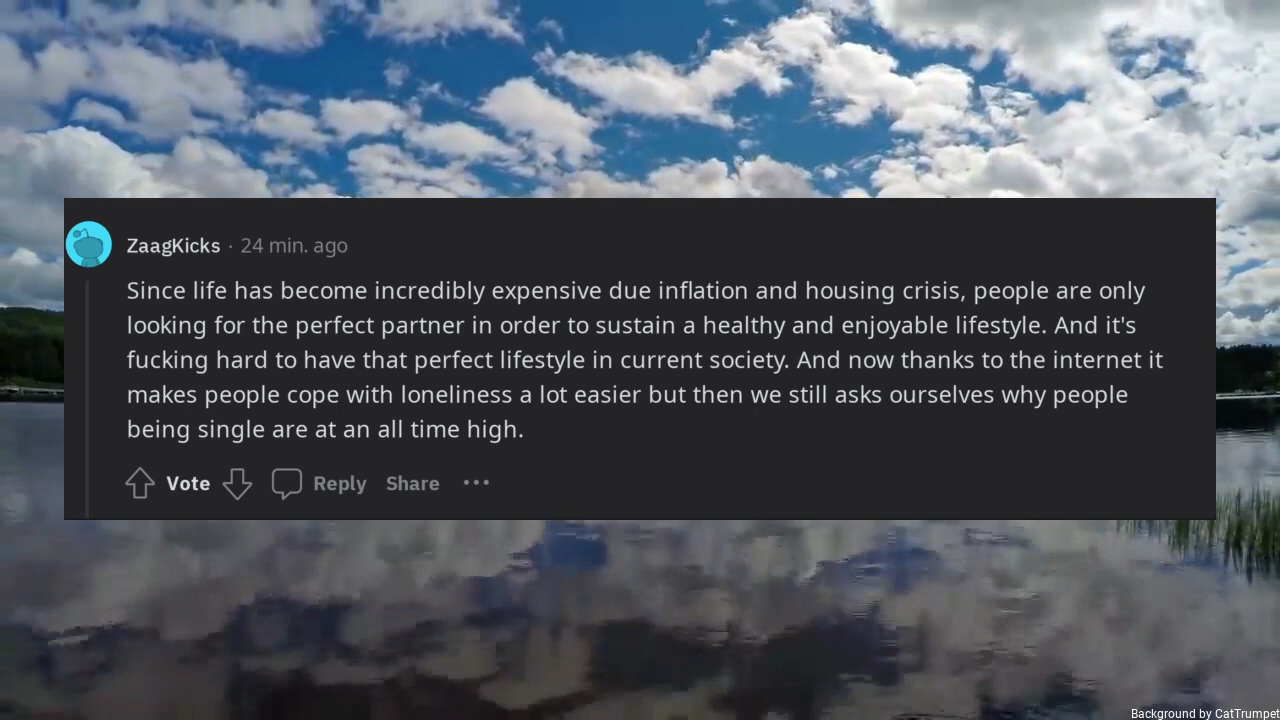 ZaagKicks · 24 min. ago
Since life has become incredibly expensive due inflation and housing crisis, people are only
looking for the perfect partner in order to sustain a healthy and enjoyable lifestyle. And it's
fucking hard to have that perfect lifestyle in current society. And now thanks to the internet it
makes people cope with loneliness a lot easier but then we still asks ourselves why people
being single are at an all time high.
Vote Reply Share ···
Background by CatTrumpet